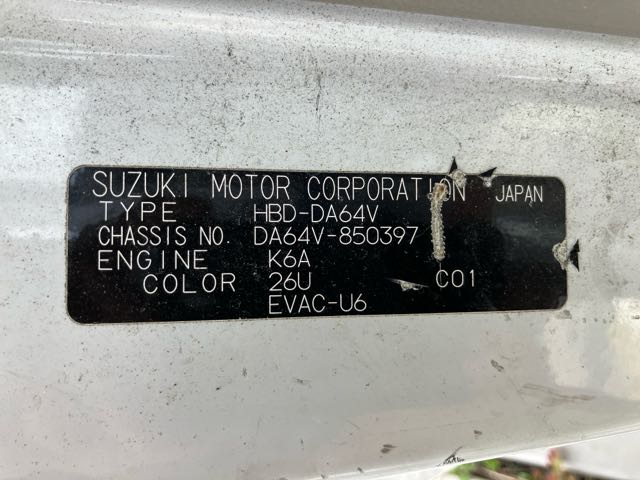 SUZUKI MOTOR CORPORATION JAPAN
TYPE HBD-DA64V
CHASSIS NO. DA64V-850397
ENGINE K6A
COLOR 26U C01
EVAC-U6